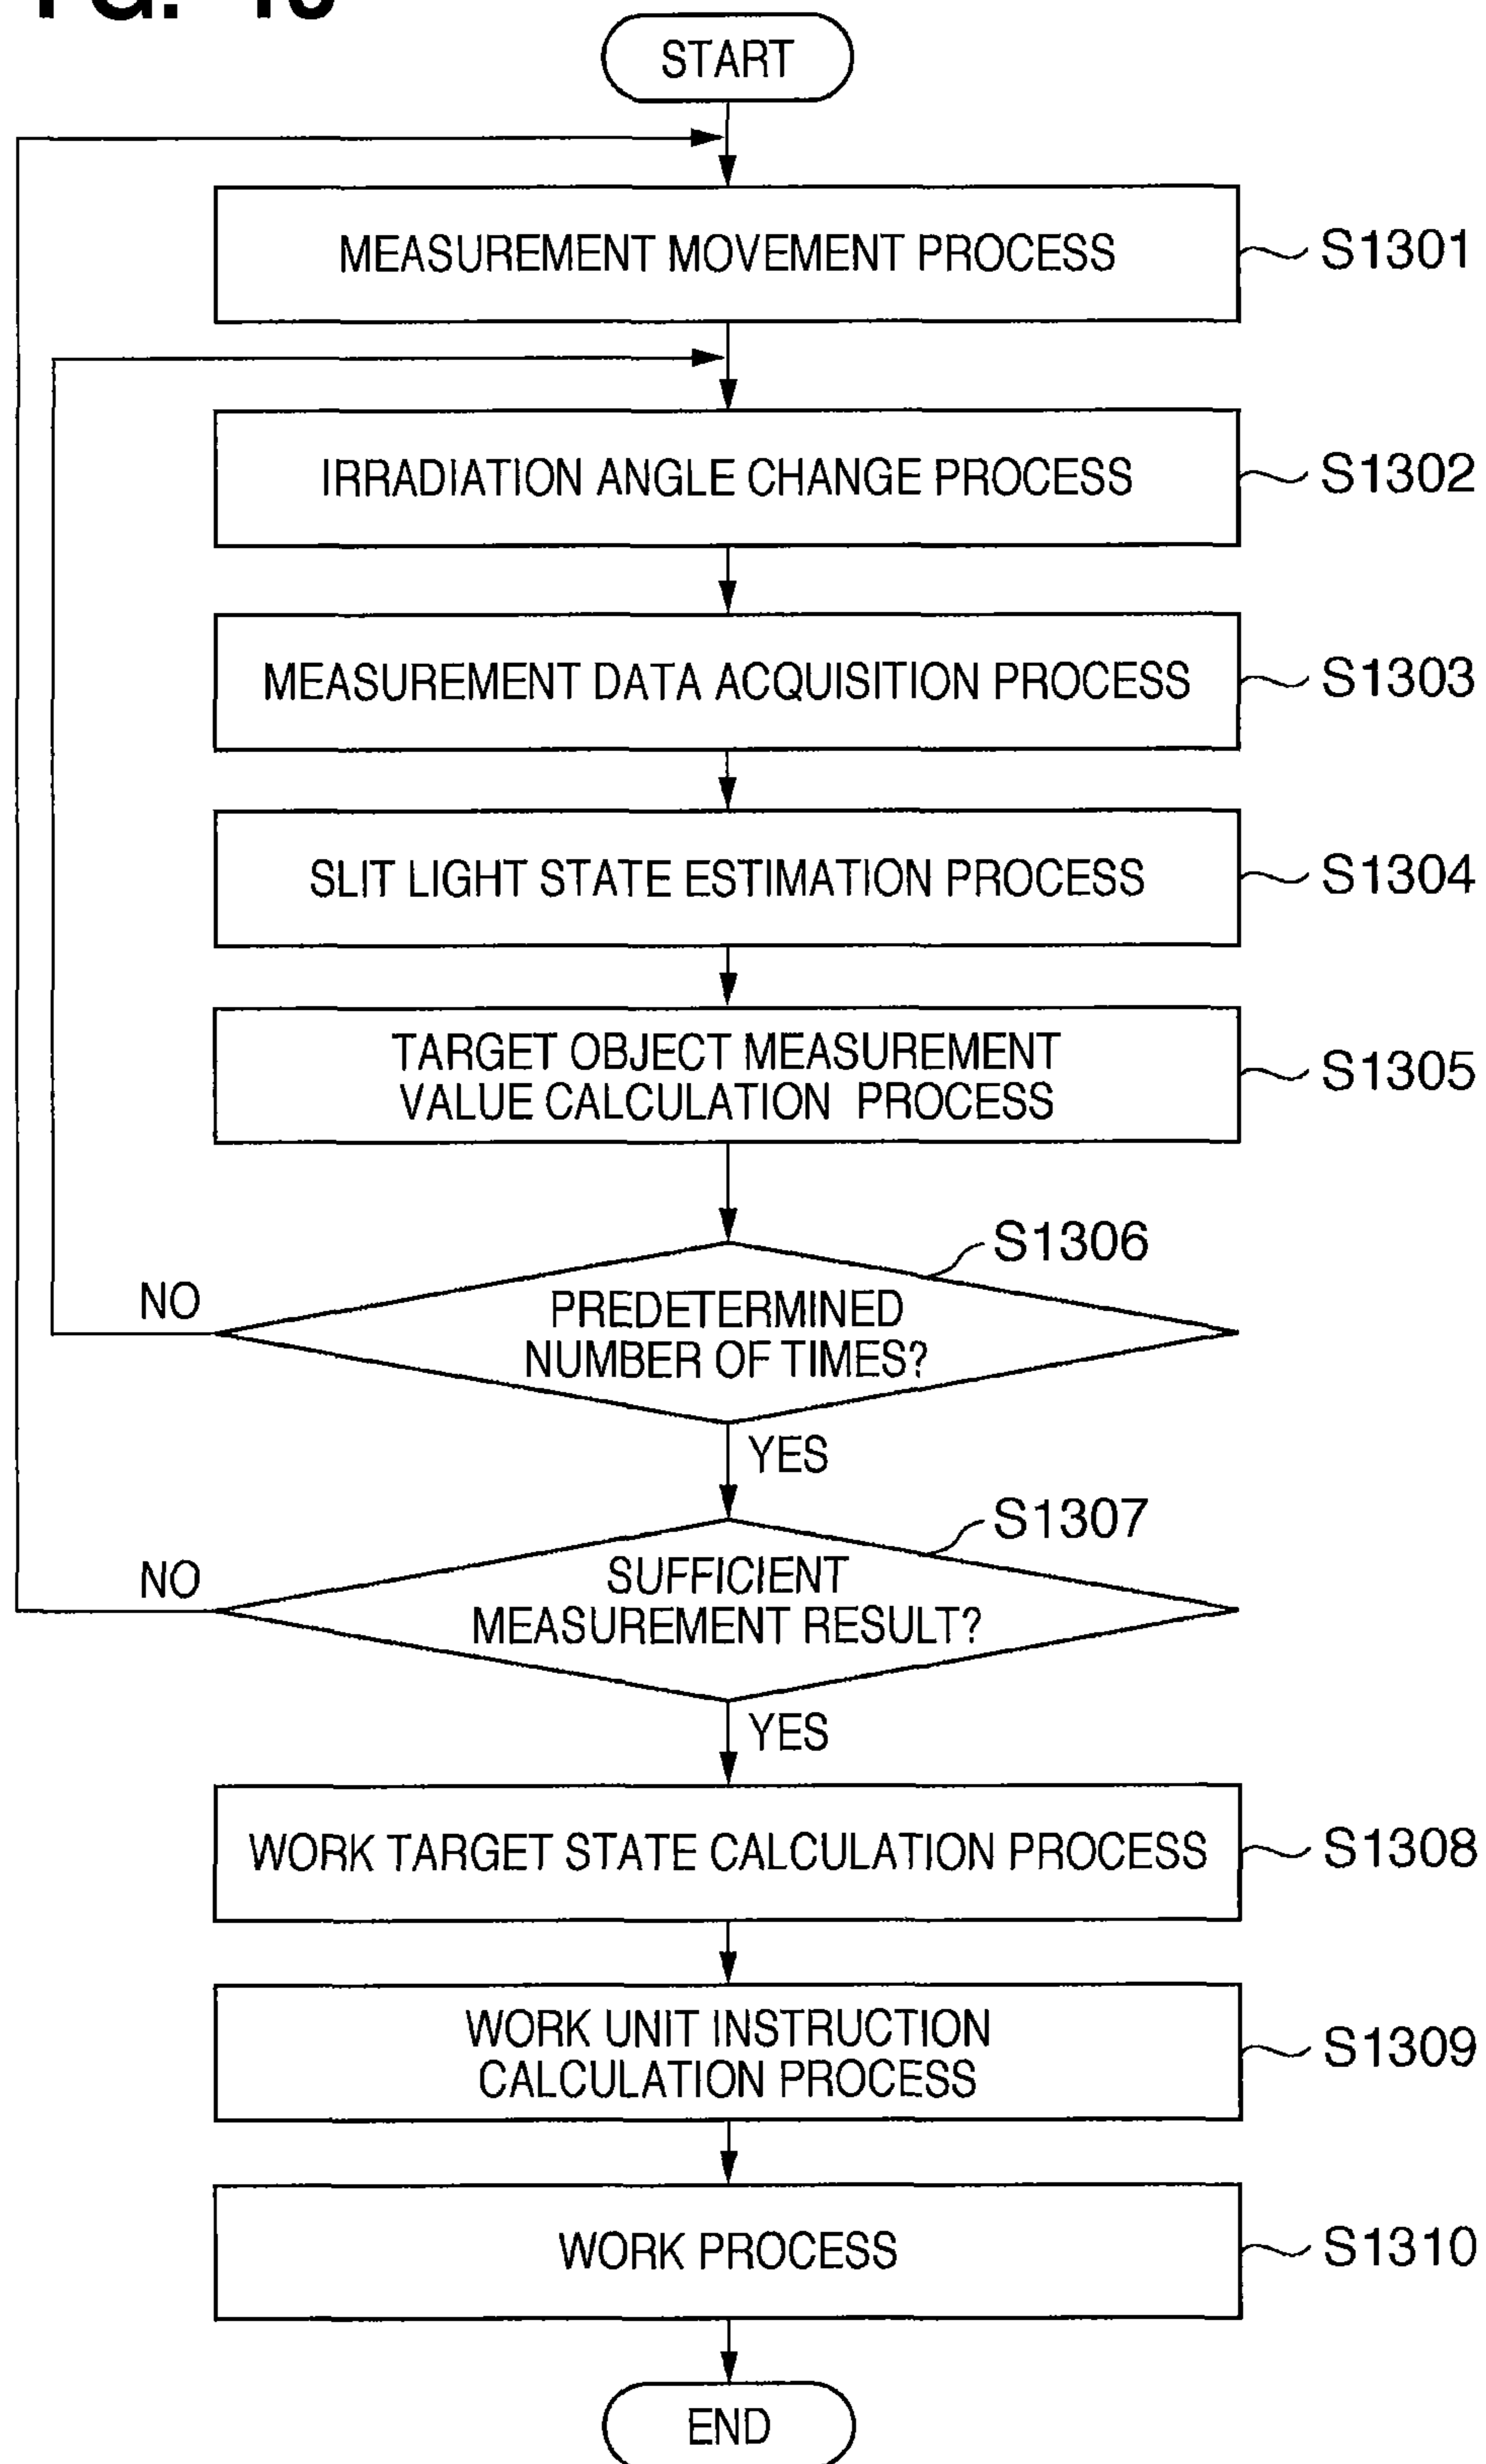 START
MEASUREMENT MOVEMENT PROCESS
S1301
IRRADIATION ANGLE CHANGE PROCESS
S1302
MEASUREMENT DATA ACQUISITION PROCESS
S1303
SLIT LIGHT STATE ESTIMATION PROCESS
S1304
TARGET OBJECT MEASUREMENT
VALUE CALCULATION PROCESS
S1305
S1306
NO
PREDETERMINED
NUMBER OF TIMES?
YES
S1307
NO
SUFFICIENT
MEASUREMENT RESULT?
YES
WORK TARGET STATE CALCULATION PROCESS
S1308
WORK UNIT INSTRUCTION
CALCULATION PROCESS
S1309
WORK PROCESS
S1310
END